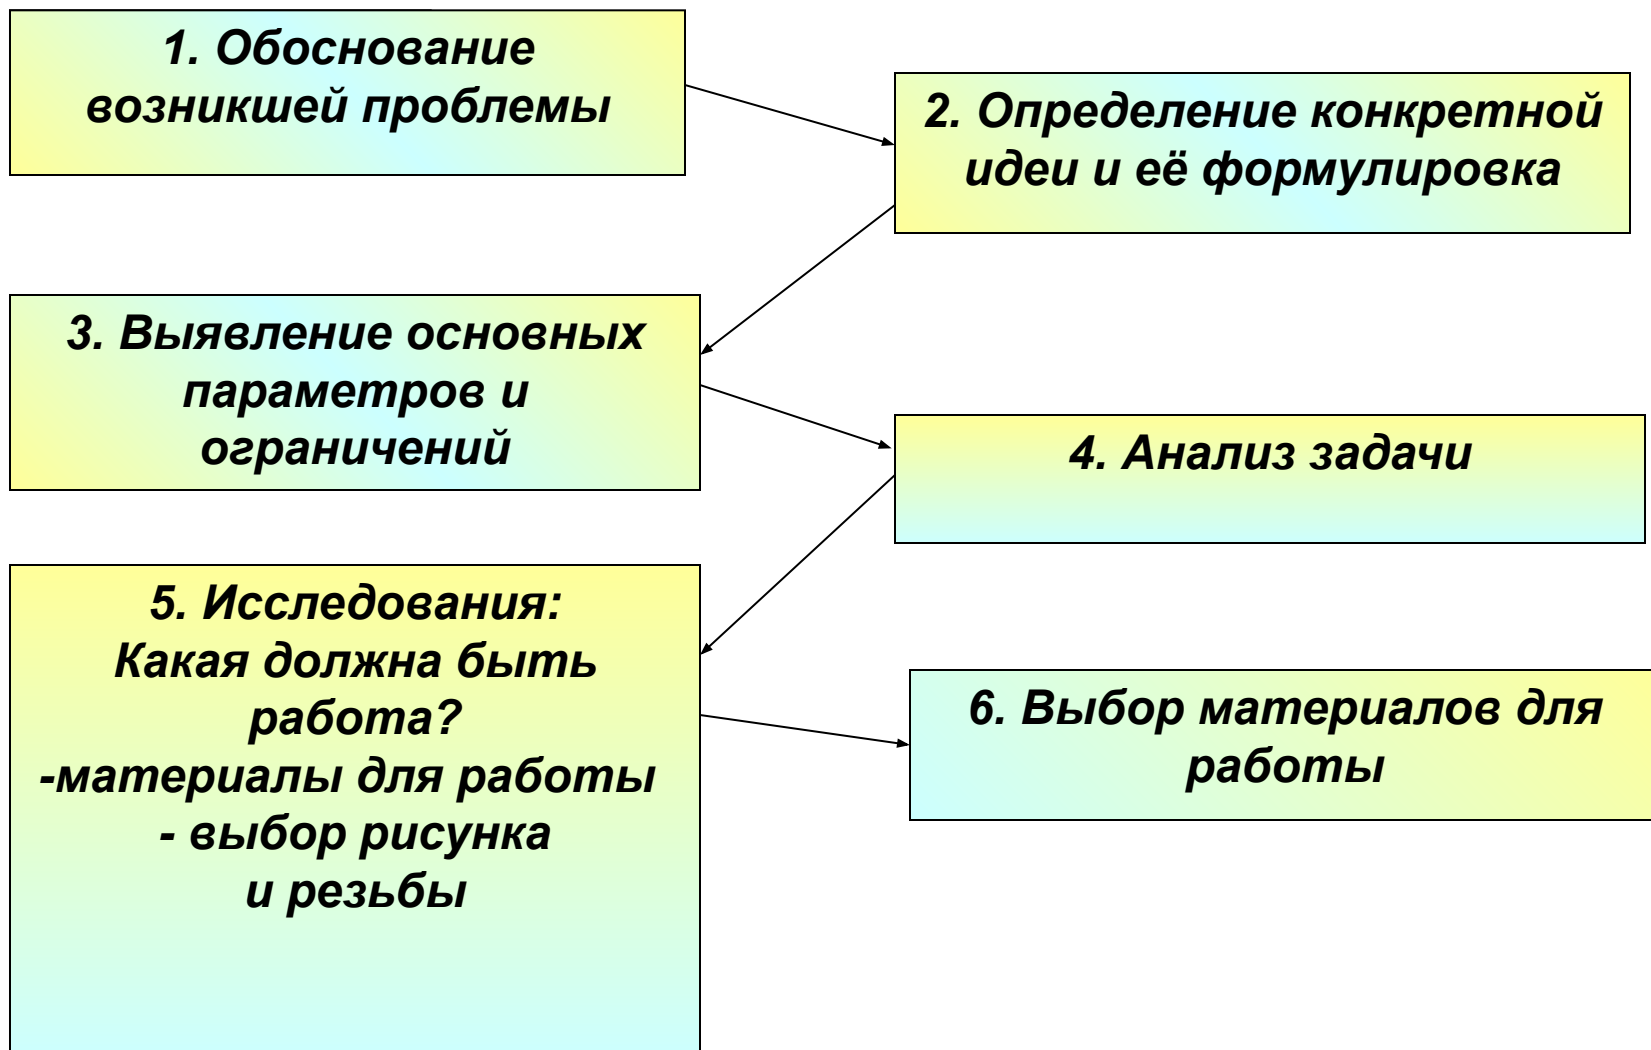 1. Обоснование
возникшей проблемы
2. Определение конкретной
идеи и её формулировка
3. Выявление основных
параметров и
ограничений
4. Анализ задачи
5. Исследования:
Какая должна быть
работа?
-материалы для работы
- выбор рисунка
и резьбы
6. Выбор материалов для
работы